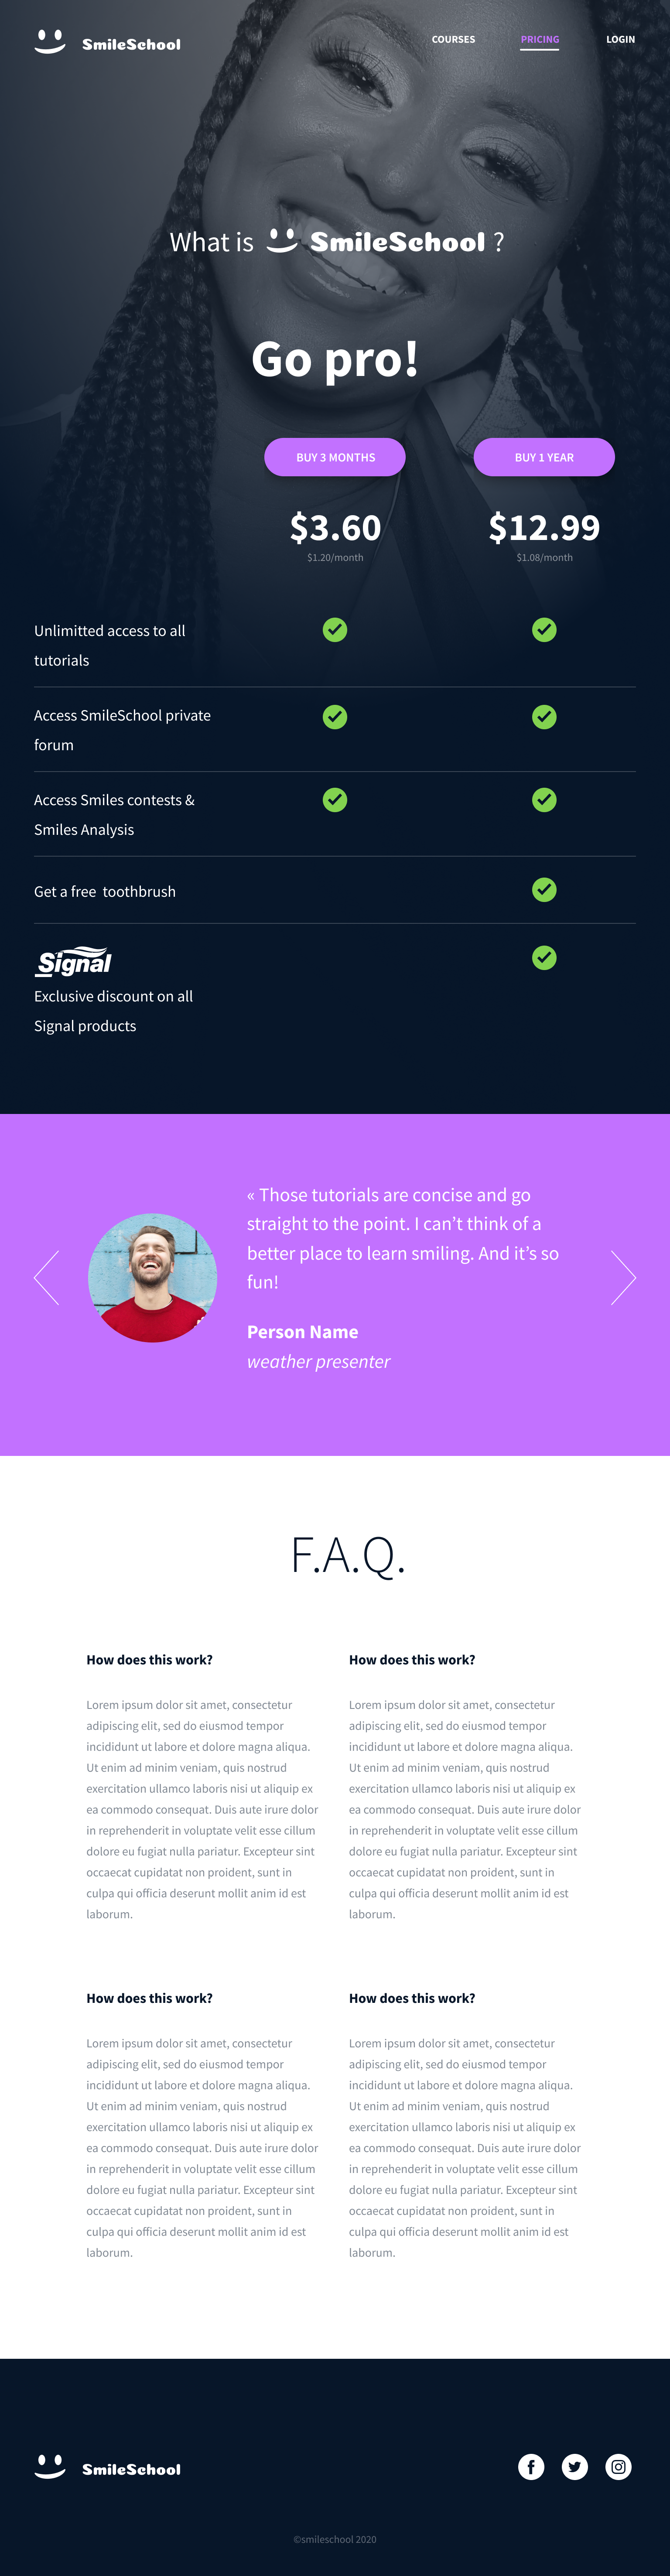 SmileSchool
COURSES
PRICING
LOGIN
What is SmileSchool ?
Go pro!
BUY 3 MONTHS
BUY 1 YEAR
$3.60
$12.99
$1.20/month
$1.08/month
Unlimitted access to all
tutorials
Access SmileSchool private
forum
Access Smiles contests &
Smiles Analysis
Get a free toothbrush
Signal
Exclusive discount on all
Signal products
« Those tutorials are concise and go
straight to the point. I can’t think of a
better place to learn smiling. And it’s so
fun!
Person Name
weather presenter
F.A.Q.
How does this work?
Lorem ipsum dolor sit amet, consectetur
adipiscing elit, sed do eiusmod tempor
incididunt ut labore et dolore magna aliqua.
Ut enim ad minim veniam, quis nostrud
exercitation ullamco laboris nisi ut aliquip ex
ea commodo consequat. Duis aute irure dolor
in reprehenderit in voluptate velit esse cillum
dolore eu fugiat nulla pariatur. Excepteur sint
occaecat cupidatat non proident, sunt in
culpa qui officia deserunt mollit anim id est
laborum.
How does this work?
Lorem ipsum dolor sit amet, consectetur
adipiscing elit, sed do eiusmod tempor
incididunt ut labore et dolore magna aliqua.
Ut enim ad minim veniam, quis nostrud
exercitation ullamco laboris nisi ut aliquip ex
ea commodo consequat. Duis aute irure dolor
in reprehenderit in voluptate velit esse cillum
dolore eu fugiat nulla pariatur. Excepteur sint
occaecat cupidatat non proident, sunt in
culpa qui officia deserunt mollit anim id est
laborum.
How does this work?
Lorem ipsum dolor sit amet, consectetur
adipiscing elit, sed do eiusmod tempor
incididunt ut labore et dolore magna aliqua.
Ut enim ad minim veniam, quis nostrud
exercitation ullamco laboris nisi ut aliquip ex
ea commodo consequat. Duis aute irure dolor
in reprehenderit in voluptate velit esse cillum
dolore eu fugiat nulla pariatur. Excepteur sint
occaecat cupidatat non proident, sunt in
culpa qui officia deserunt mollit anim id est
laborum.
How does this work?
Lorem ipsum dolor sit amet, consectetur
adipiscing elit, sed do eiusmod tempor
incididunt ut labore et dolore magna aliqua.
Ut enim ad minim veniam, quis nostrud
exercitation ullamco laboris nisi ut aliquip ex
ea commodo consequat. Duis aute irure dolor
in reprehenderit in voluptate velit esse cillum
dolore eu fugiat nulla pariatur. Excepteur sint
occaecat cupidatat non proident, sunt in
culpa qui officia deserunt mollit anim id est
laborum.
SmileSchool
©smileschool 2020